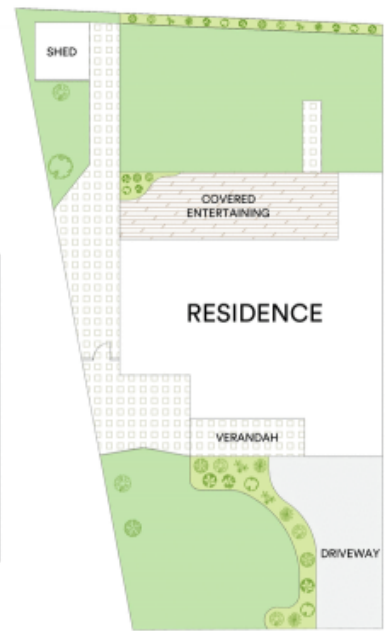 SHED
COVERED
ENTERTAINING
RESIDENCE
VERANDAH
DRIVEWAY